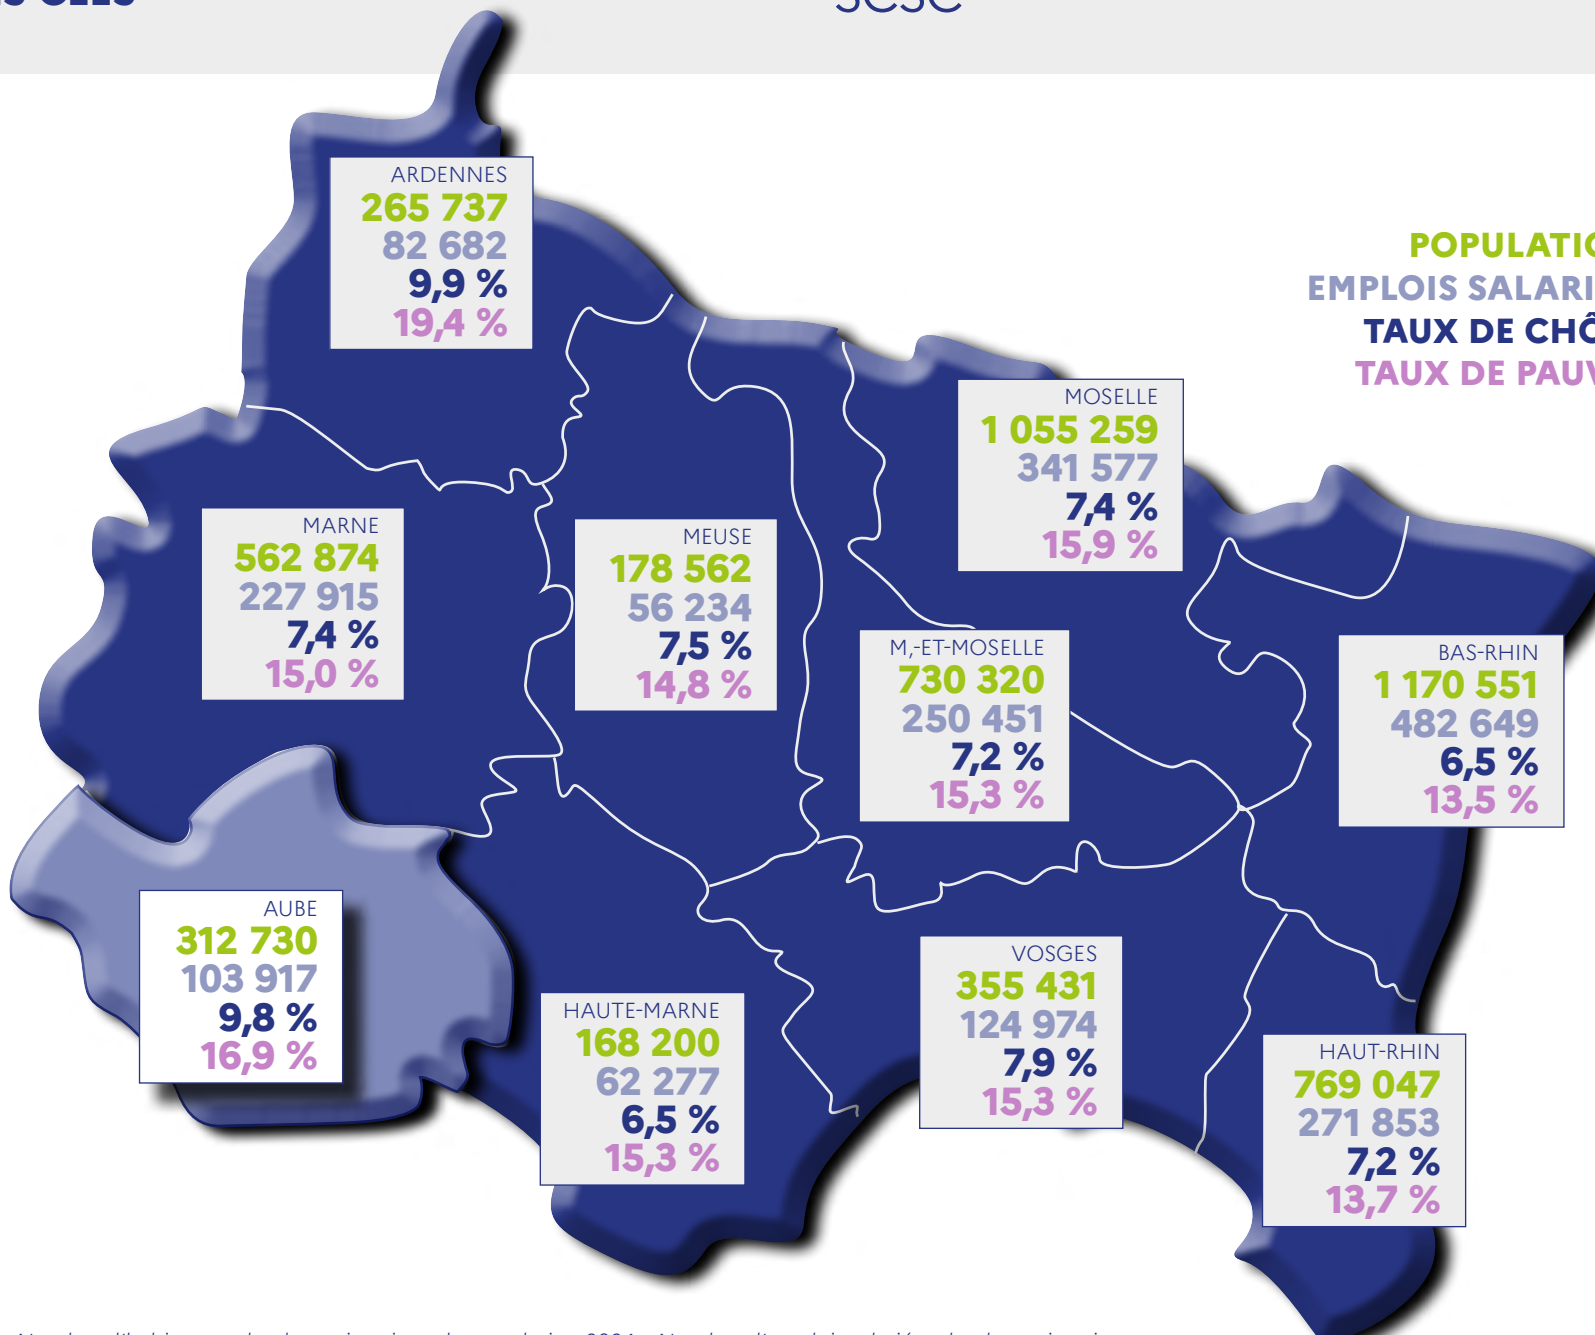 ARDENNES
265 737
82 682
9,9 %
19,4 %
POPULATIO
EMPLOIS SALARI
TAUX DE CHÔ
TAUX DE PAUV
MOSELLE
1 055 259
341 577
7,4 %
15,9 %
MARNE
562 874
227 915
7,4 %
15,0 %
MEUSE
178 562
56 234
7,5 %
14,8 %
M,-ET-MOSELLE
730 320
250 451
7,2 %
15,3 %
BAS-RHIN
1 170 551
482 649
6,5 %
13,5 %
AUBE
312 730
103 917
9,8 %
16,9 %
HAUTE-MARNE
168 200
62 277
6,5 %
15,3 %
VOSGES
355 431
124 974
7,9 %
15,3 %
HAUT-RHIN
769 047
271 853
7,2 %
13,7 %